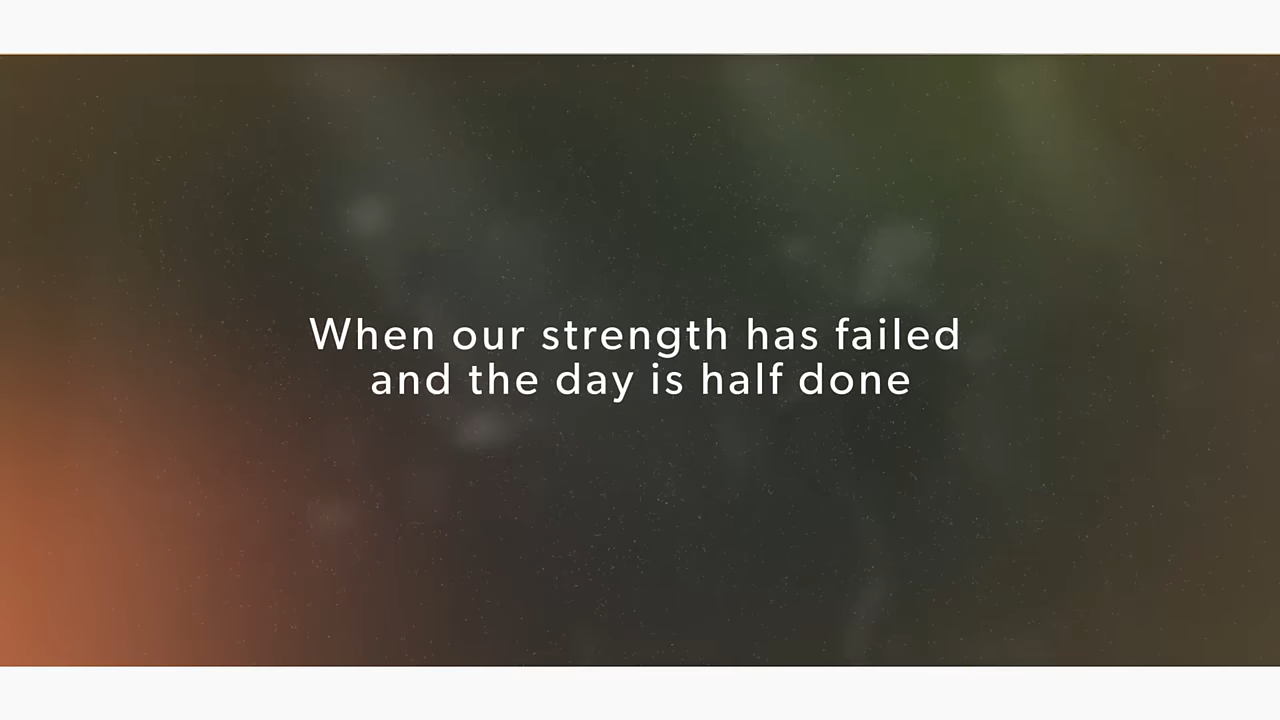 When our strength has failed
and the day is half done